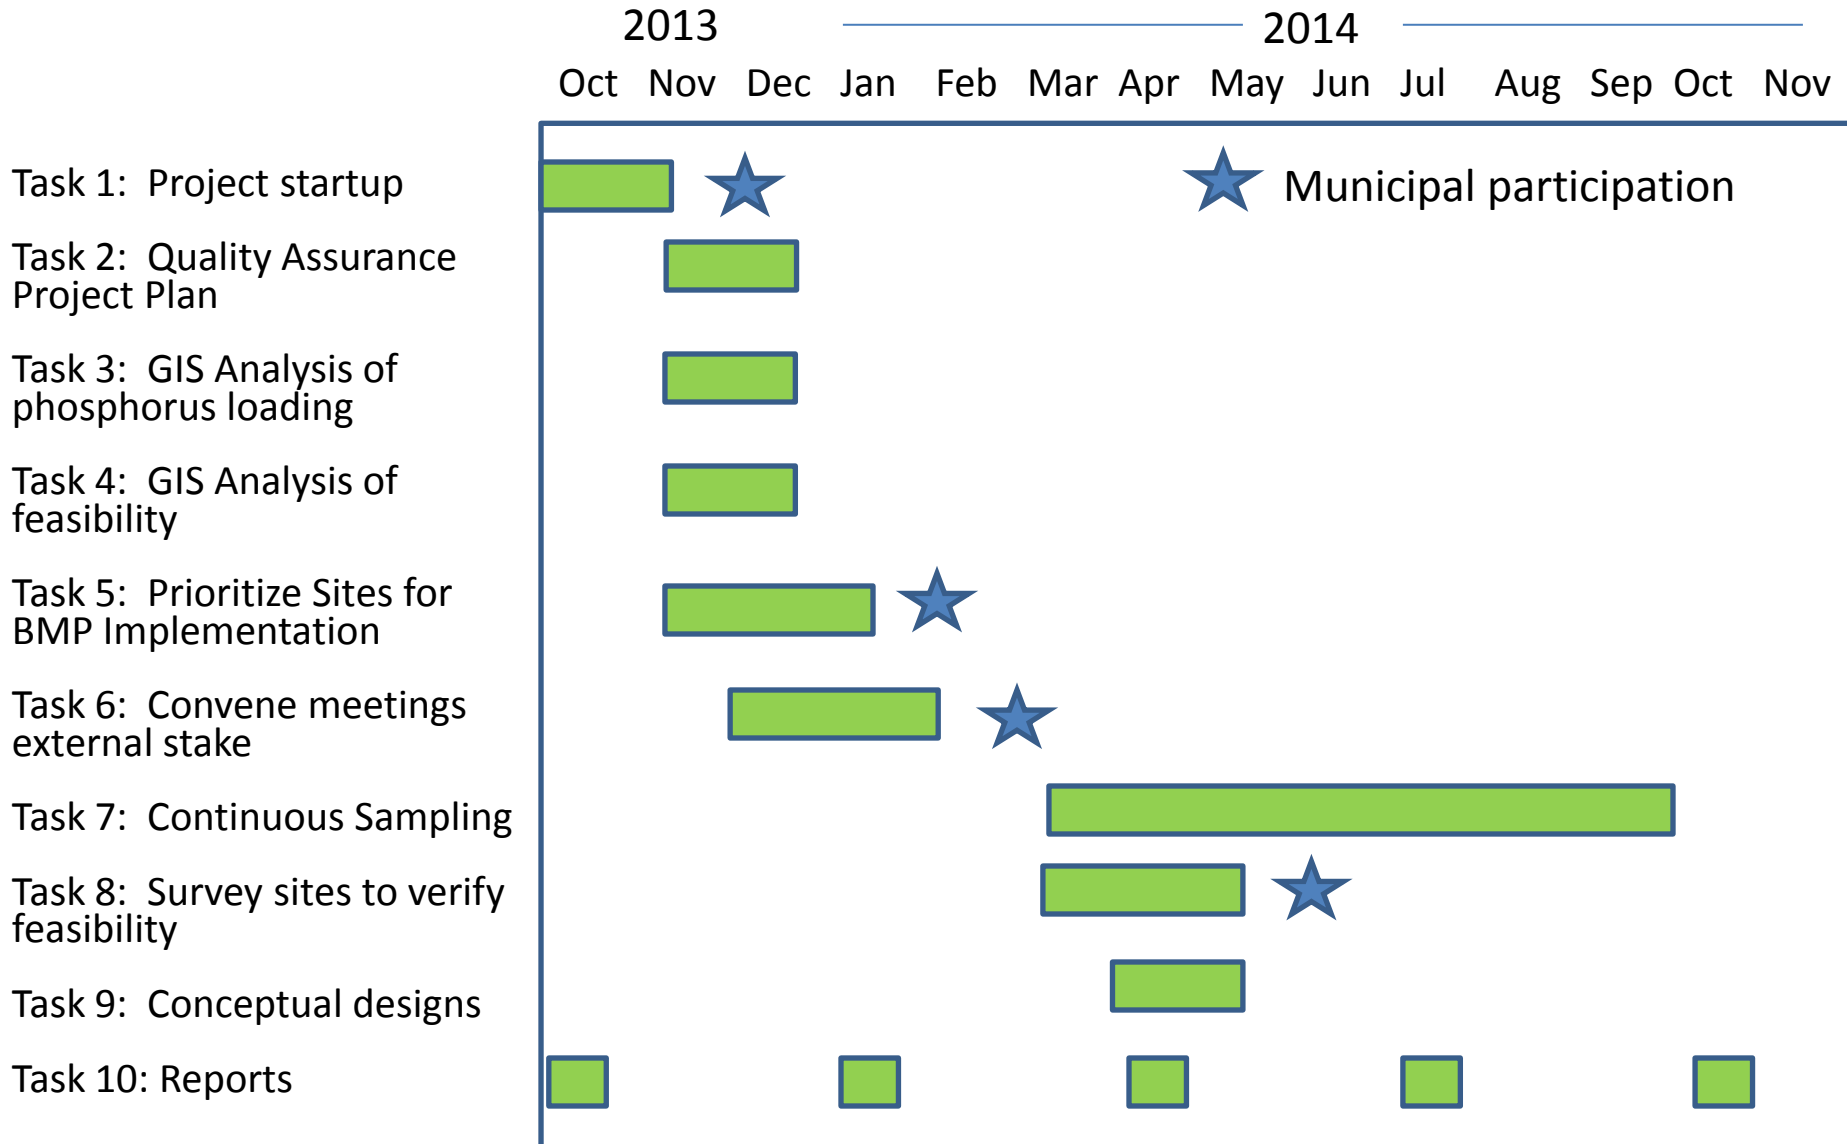 2013 2014
Oct Nov Dec Jan Feb Mar Apr May Jun Jul Aug Sep Oct Nov
Task 1: Project startup
Municipal participation
Task 2: Quality Assurance
Project Plan
Task 3: GIS Analysis of
phosphorus loading
Task 4: GIS Analysis of
feasibility
Task 5: Prioritize Sites for
BMP Implementation
Task 6: Convene meetings
external stake
Task 7: Continuous Sampling
Task 8: Survey sites to verify
feasibility
Task 9: Conceptual designs
Task 10: Reports